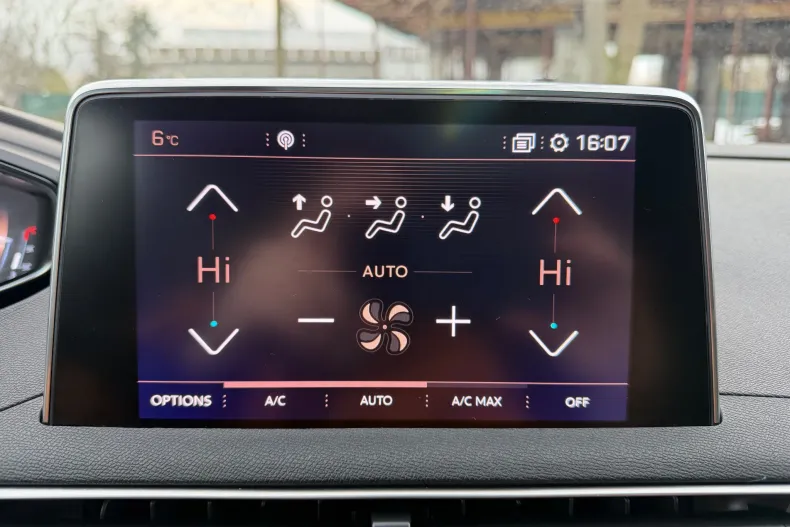 6°C 16:07
Hi Hi
AUTO
OPTIONS A/C AUTO A/C MAX OFF